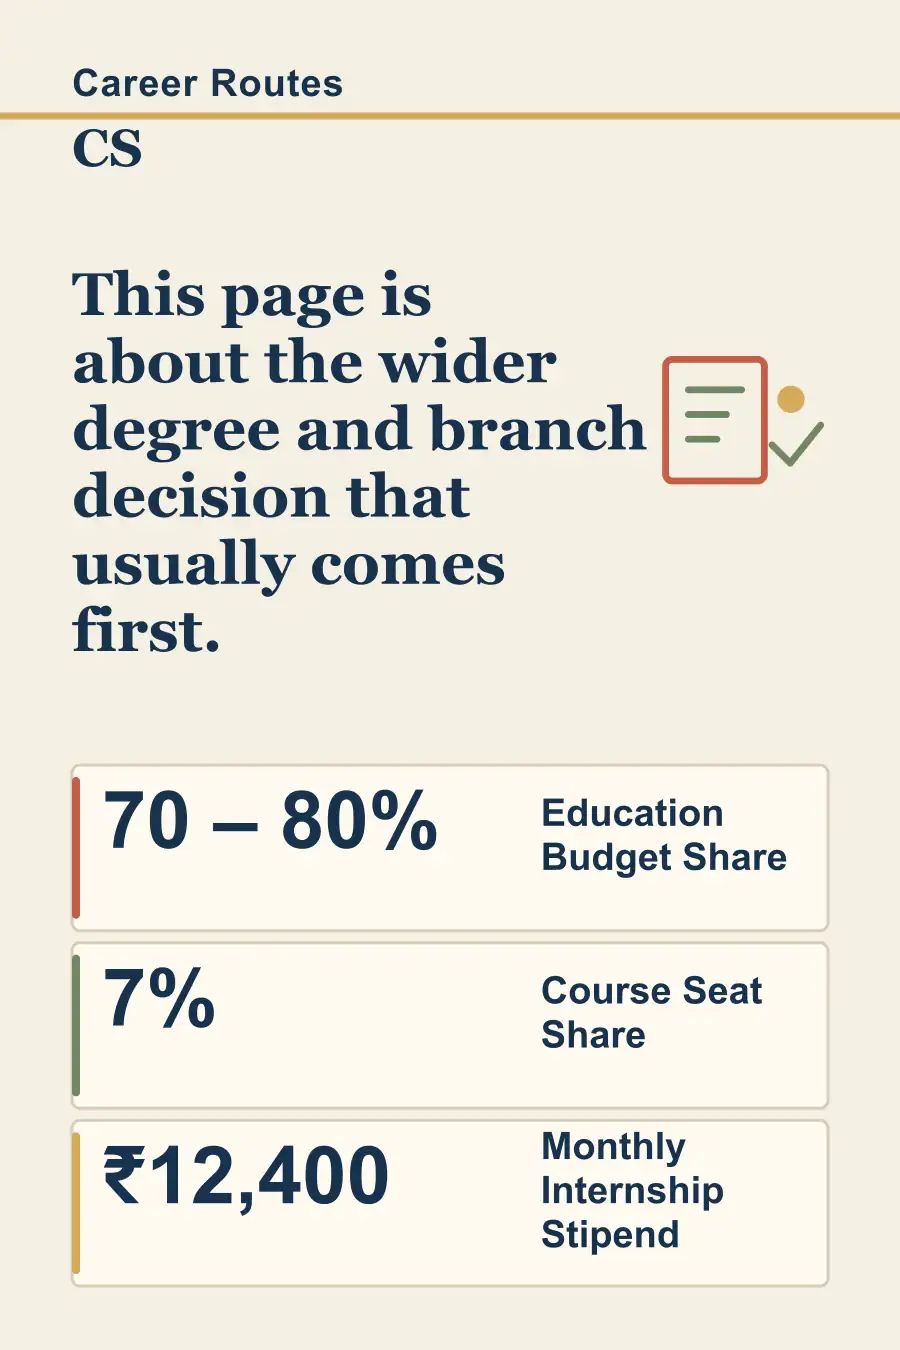 Career Routes
CS
This page is
about the wider
degree and branch
decision that
usually comes
first.
70 – 80%
Education
Budget Share
7%
Course Seat
Share
₹12,400
Monthly
Internship
Stipend